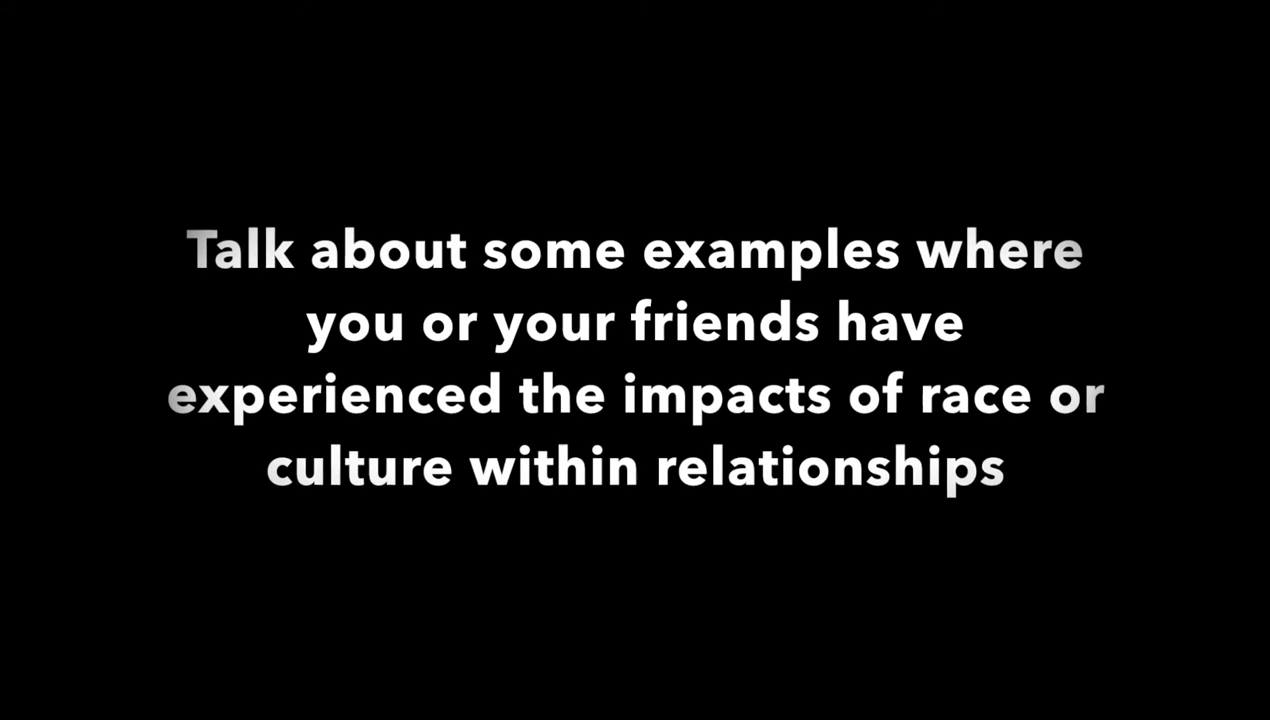 Talk about some examples where
you or your friends have
experienced the impacts of race or
culture within relationships